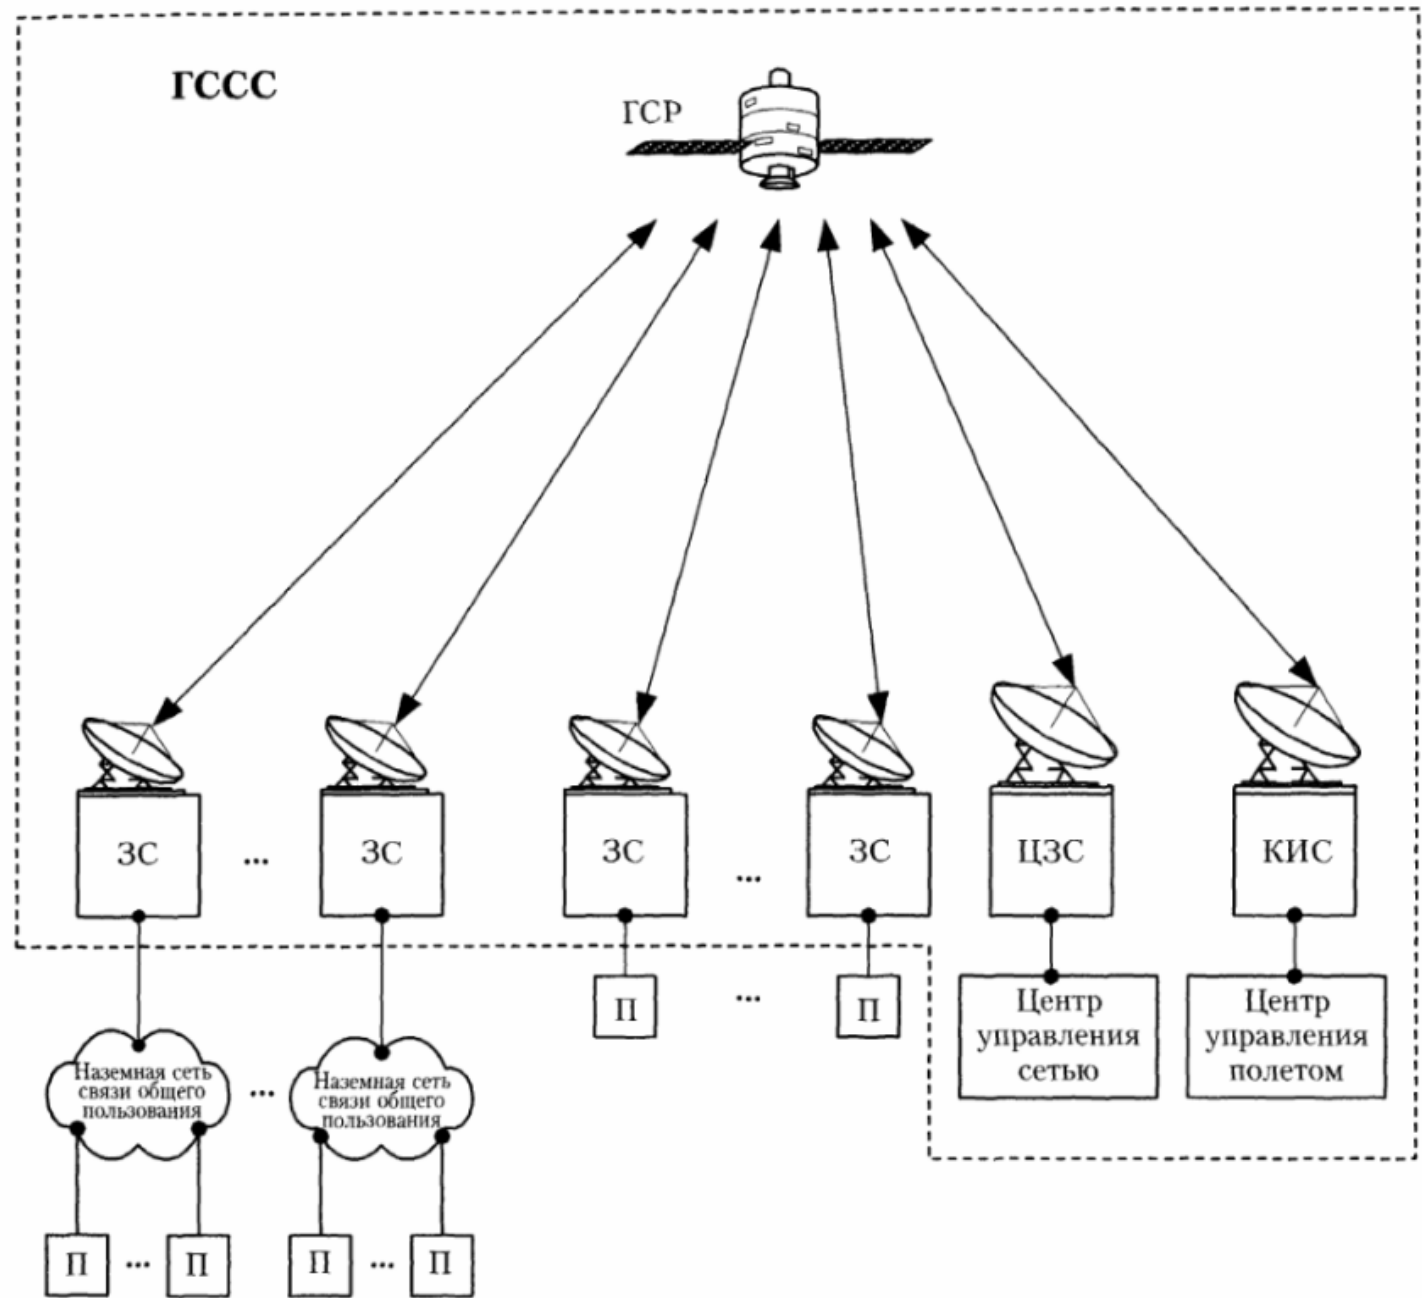 ГССС
ГСР
ЗС
...
ЗС
ЗС
...
ЗС
ЦЗС
КИС
П
...
П
Центр
управления
сетью
Центр
управления
полетом
Наземная сеть
связи общего
пользования
...
Наземная сеть
связи общего
пользования
П
...
П
П
...
П